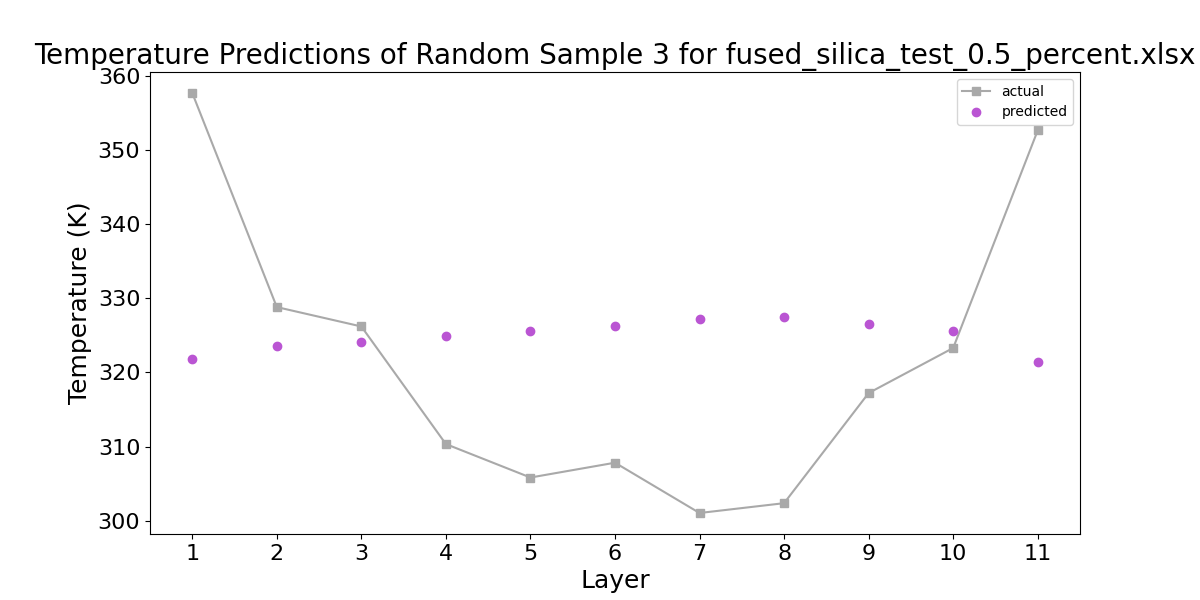 Temperature Predictions of Random Sample 3 for fused_silica_test_0.5_percent.xlsx
actual
predicted
Temperature (K)
360
350
340
330
320
310
300
1 2 3 4 5 6 7 8 9 10 11
Layer